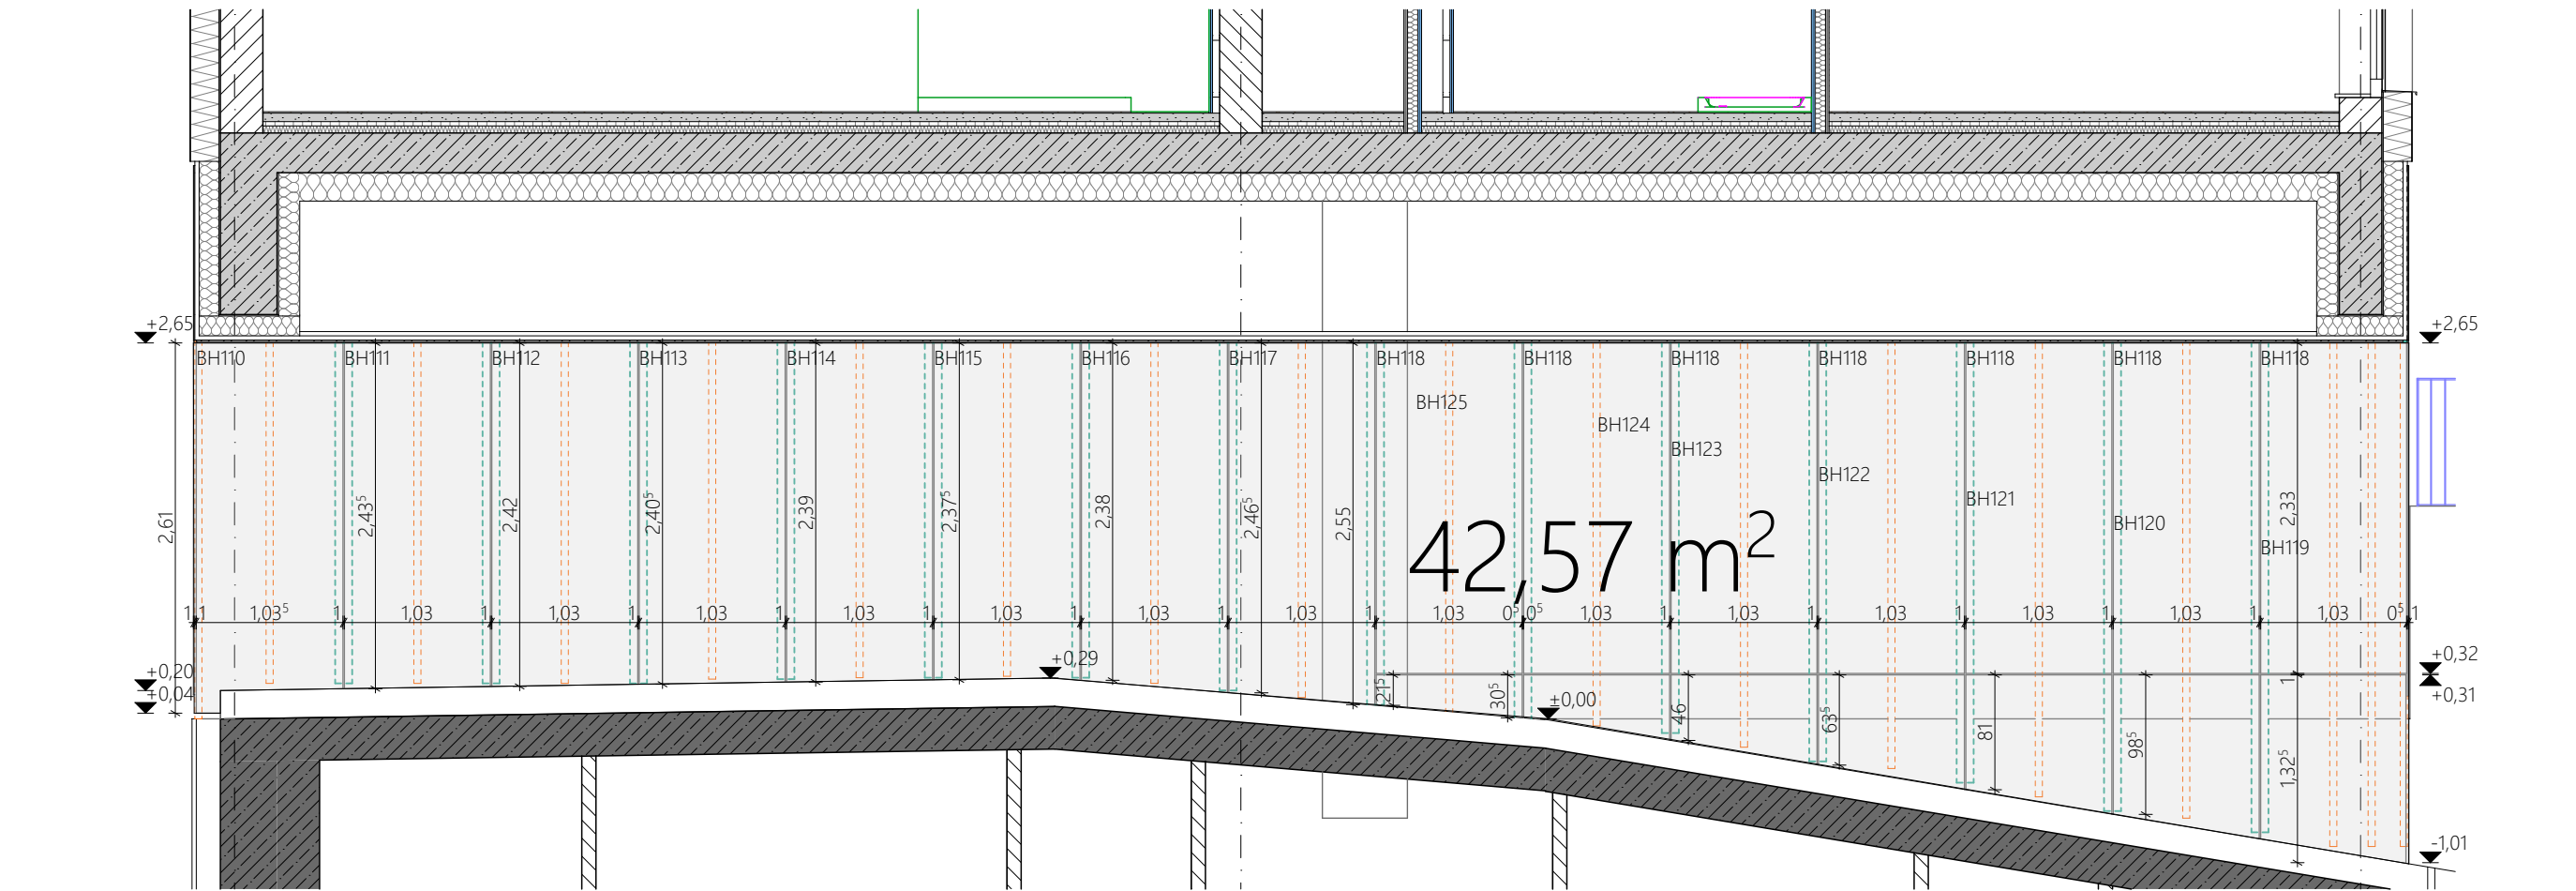 +2,65
+2,65
BH110 BH111 BH112 BH113 BH114 BH115 BH116 BH117 BH118 BH118 BH118 BH118 BH118 BH118 BH118
BH125
BH124
BH123
BH122
BH121
BH120
BH119
2,61 2,43⁵ 2,42 2,40⁵ 2,39 2,37⁵ 2,38 2,46⁵ 2,55 2,33
42,57 m²
1 1 1,03⁵ 1 1,03 1 1,03 1 1,03 1 1,03 1 1,03 1 1,03 1 1,03 1 1,03 0⁵ 0⁵ 1,03 1 1,03 1 1,03 1 1,03 1 1,03 1 1,03 0⁵ 1
+0,20
+0,04
+0,29
±0,00
+0,32
+0,31
21⁵ 30⁵ 46 63⁵ 81 98⁵ 1 1,32⁵
-1,01